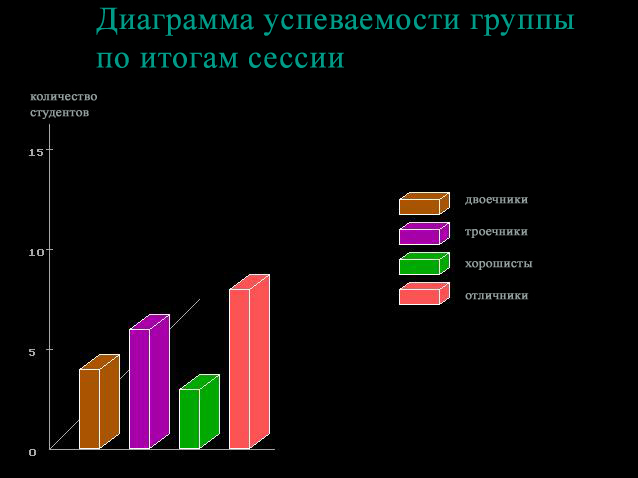 Диаграмма успеваемости группы
по итогам сессии
количество
студентов
15
10
5
0
двоечники
троечники
хорошисты
отличники